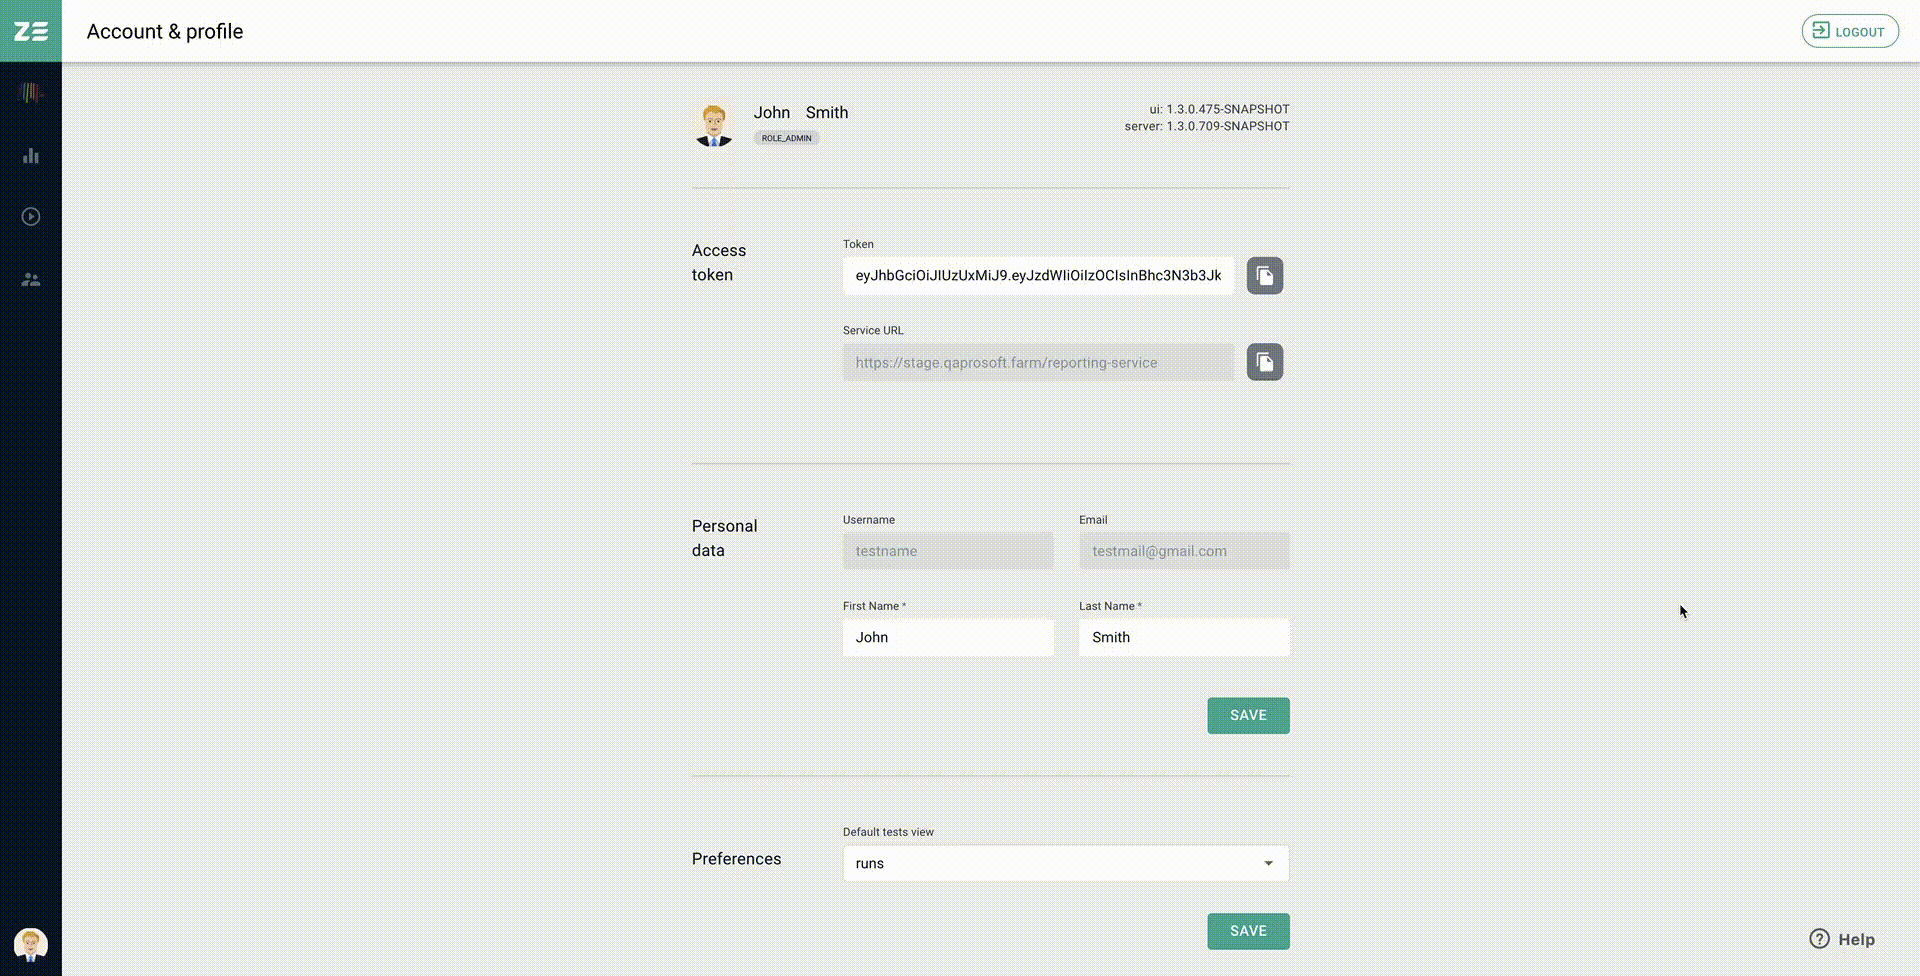 ZE
Account & profile
LOGOUT
John Smith
ROLE_ADMIN
ui: 1.3.0.475-SNAPSHOT
server: 1.3.0.709-SNAPSHOT
Access
token
Token
eyJhbGciOiJIUzUxMiJ9.eyJzdWIiOiIzOCIsInBhc3N3b3Jk
Service URL
https://stage.qaprosoft.farm/reporting-service
Personal
data
Username
Email
testname
testmail@gmail.com
First Name *
Last Name *
John
Smith
SAVE
Preferences
Default tests view
runs
SAVE
Help